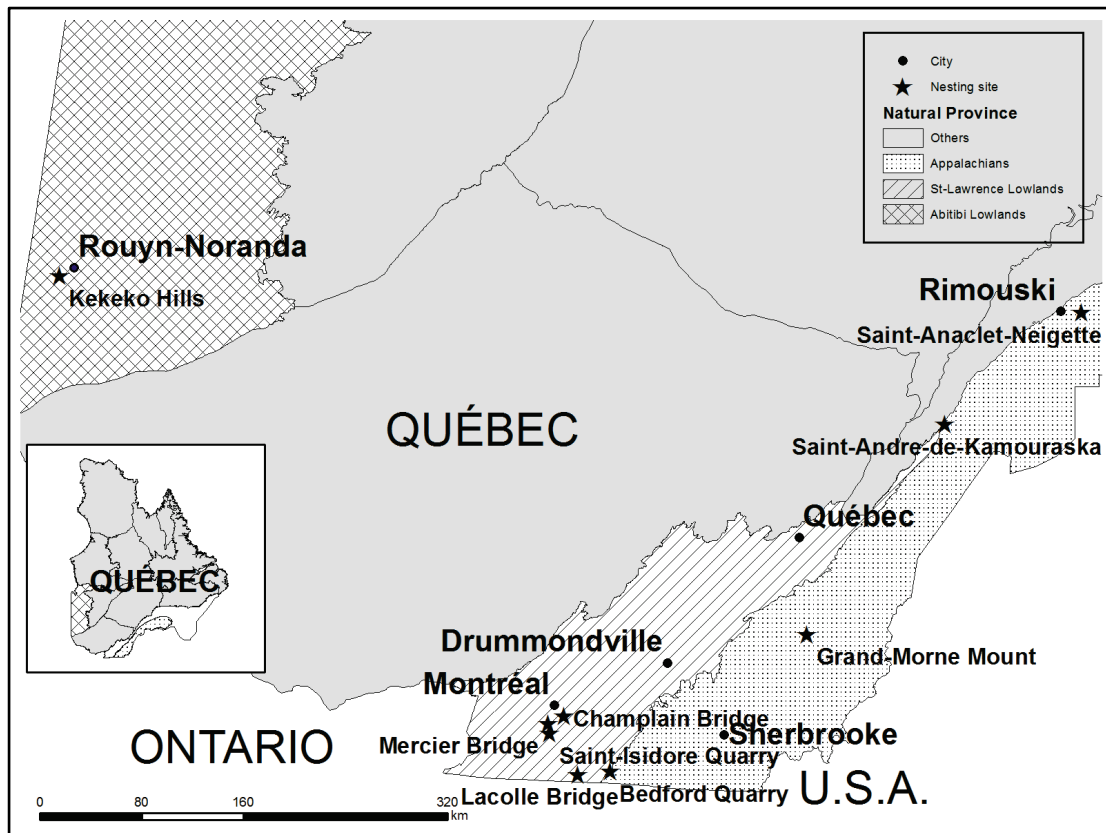 City
Nesting site
Natural Province
Others
Appalachians
St-Lawrence Lowlands
Abitibi Lowlands
Rouyn-Noranda
Kekeko Hills
Rimouski
Saint-Anaclet-Neigette
QUÉBEC
Saint-Andre-de-Kamouraska
Québec
QUÉBEC
Drummondville
Grand-Morne Mount
Montréal
Champlain Bridge
Sherbrooke
Mercier Bridge
Saint-Isidore Quarry
ONTARIO
U.S.A.
Lacolle Bridge
Bedford Quarry
0 80 160 320
km